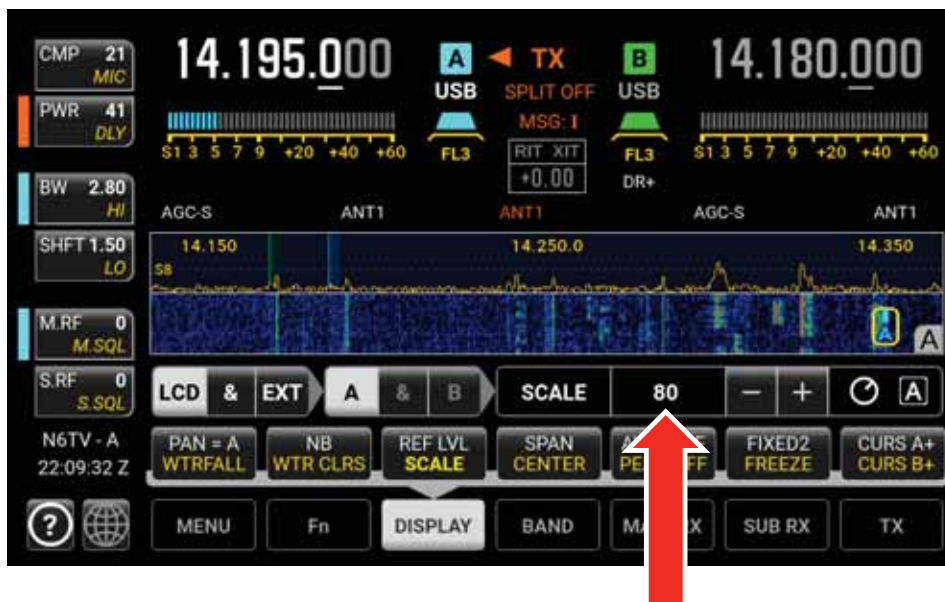 CMP 21
MIC
14.195.000
A
TX
B
14.180.000
USB
SPLIT OFF
USB
PWR 41
DLY
MSG: I
S1 3 5 7 9 +20 +40 +60
FL3
RIT XIT
+0.00
FL3
DR+
S1 3 5 7 9 +20 +40 +60
BW 2.80
HI
AGC-S
ANT1
ANT1
AGC-S
ANT1
SHFT 1.50
LO
14.150
14.250.0
14.350
S8
M.RF 0
M.SQL
A
A
S.RF 0
S.SQL
LCD & EXT
A & B
SCALE
80
− +
A
N6TV - A
22:09:32 Z
PAN = A
WTRFALL
NB
WTR CLRS
REF LVL
SCALE
SPAN
CENTER
FIXED2
FREEZE
CURS A+
CURS B+
?
MENU
Fn
DISPLAY
BAND
SUB RX
TX